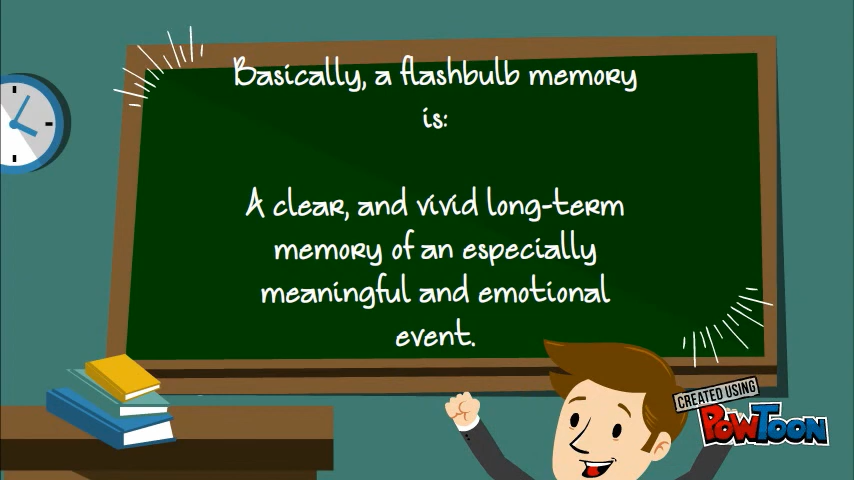 Basically, a flashbulb memory
is:
A clear, and vivid long-term
memory of an especially
meaningful and emotional
event.
CREATED USING
POWTOON